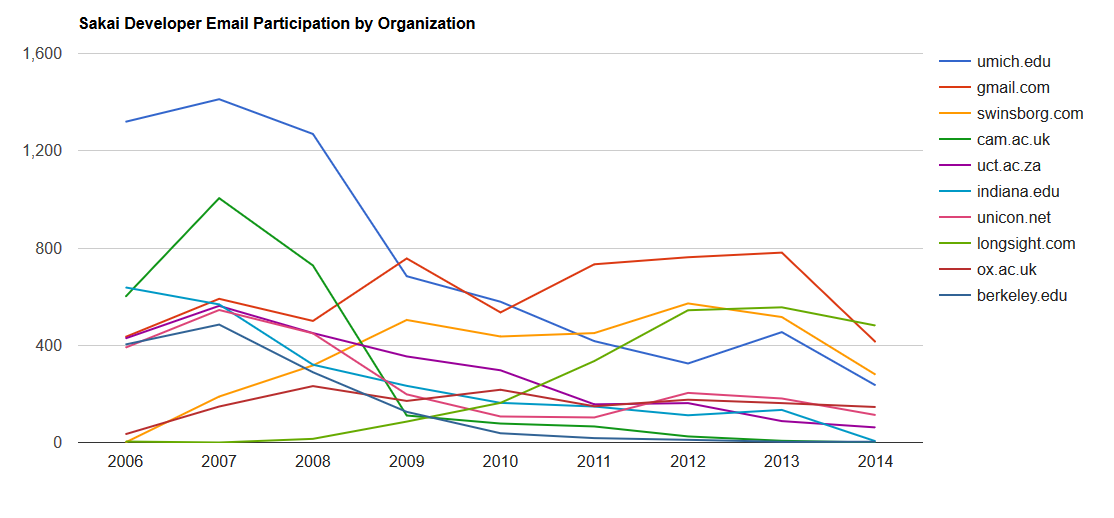 Sakai Developer Email Participation by Organization
1,600
1,200
800
400
0
2006 2007 2008 2009 2010 2011 2012 2013 2014
umich.edu
gmail.com
swinsborg.com
cam.ac.uk
uct.ac.za
indiana.edu
unicon.net
longsight.com
ox.ac.uk
berkeley.edu